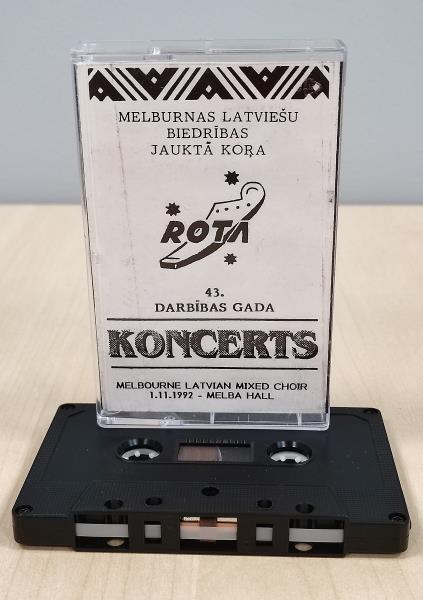 MELBURNAS LATVIEŠU
BIEDRĪBAS
JAUKTĀ KOŖA
ROTA
43.
DARBĪBAS GADA
KONCERTS
MELBOURNE LATVIAN MIXED CHOIR
1.11.1992 - MELBA HALL